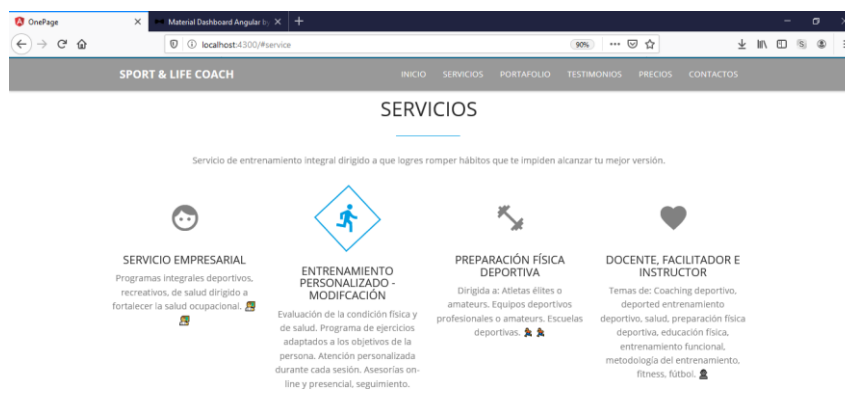 OnePage
Material Dashboard Angular by
localhost:4300/#service
90%
SPORT & LIFE COACH
INICIO SERVICIOS PORTAFOLIO TESTIMONIOS PRECIOS CONTACTOS
SERVICIOS
Servicio de entrenamiento integral dirigido a que logres romper hábitos que te impiden alcanzar tu mejor versión.
SERVICIO EMPRESARIAL
Programas integrales deportivos,
recreativos, de salud dirigido a
fortalecer la salud ocupacional.
ENTRENAMIENTO
PERSONALIZADO -
MODIFCACIÓN
Evaluación de la condición física y
de salud. Programa de ejercicios
adaptados a los objetivos de la
persona. Atención personalizada
durante cada sesión. Asesorías on-
line y presencial, seguimiento.
PREPARACIÓN FÍSICA
DEPORTIVA
Dirigida a: Atletas élites o
amateurs. Equipos deportivos
profesionales o amateurs. Escuelas
deportivas.
DOCENTE, FACILITADOR E
INSTRUCTOR
Temas de: Coaching deportivo,
deported entrenamiento
deportivo, salud, preparación física
deportiva, educación física,
entrenamiento funcional,
metodología del entrenamiento,
fitness, fútbol.